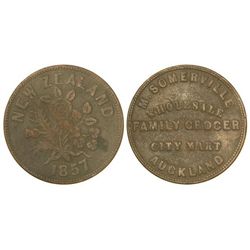 NEW ZEALAND
1857
M. SOMERVILLE
WHOLESALE
FAMILY GROCER
CITY MART
AUCKLAND